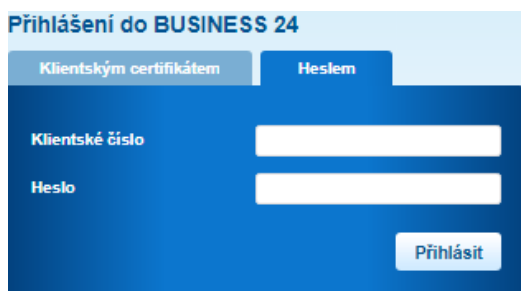 Přihlášení do BUSINESS 24
Klientským certifikátem Heslem
Klientské číslo
Heslo
Přihlásit